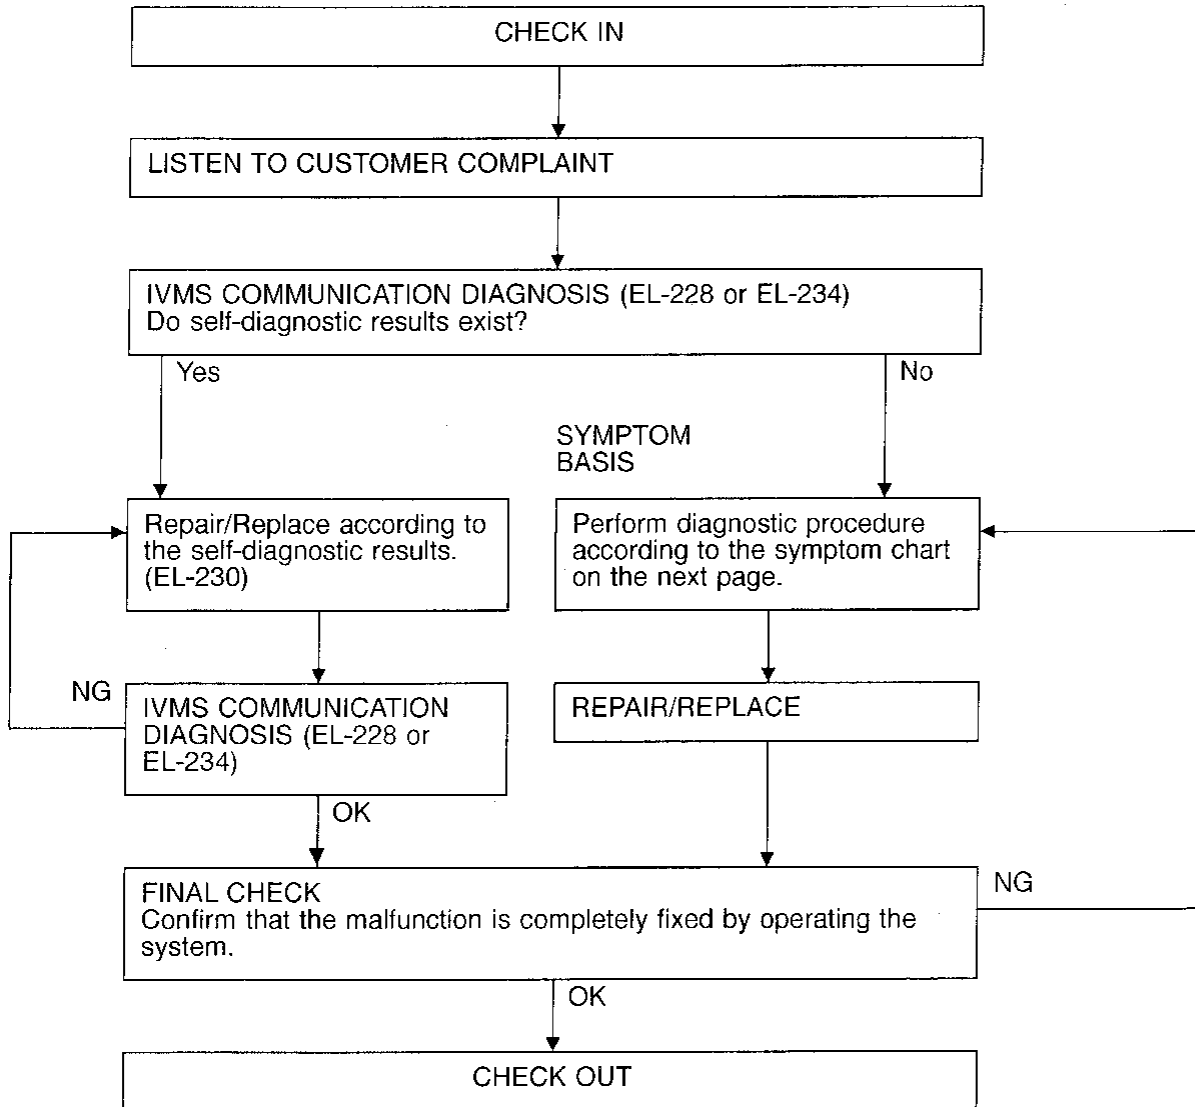 CHECK IN
LISTEN TO CUSTOMER COMPLAINT
IVMS COMMUNICATION DIAGNOSIS (EL-228 or EL-234)
Do self-diagnostic results exist?
Yes
No
SYMPTOM
BASIS
Repair/Replace according to
the self-diagnostic results.
(EL-230)
Perform diagnostic procedure
according to the symptom chart
on the next page.
NG
IVMS COMMUNICATION
DIAGNOSIS (EL-228 or
EL-234)
REPAIR/REPLACE
OK
FINAL CHECK
Confirm that the malfunction is completely fixed by operating the
system.
NG
OK
CHECK OUT